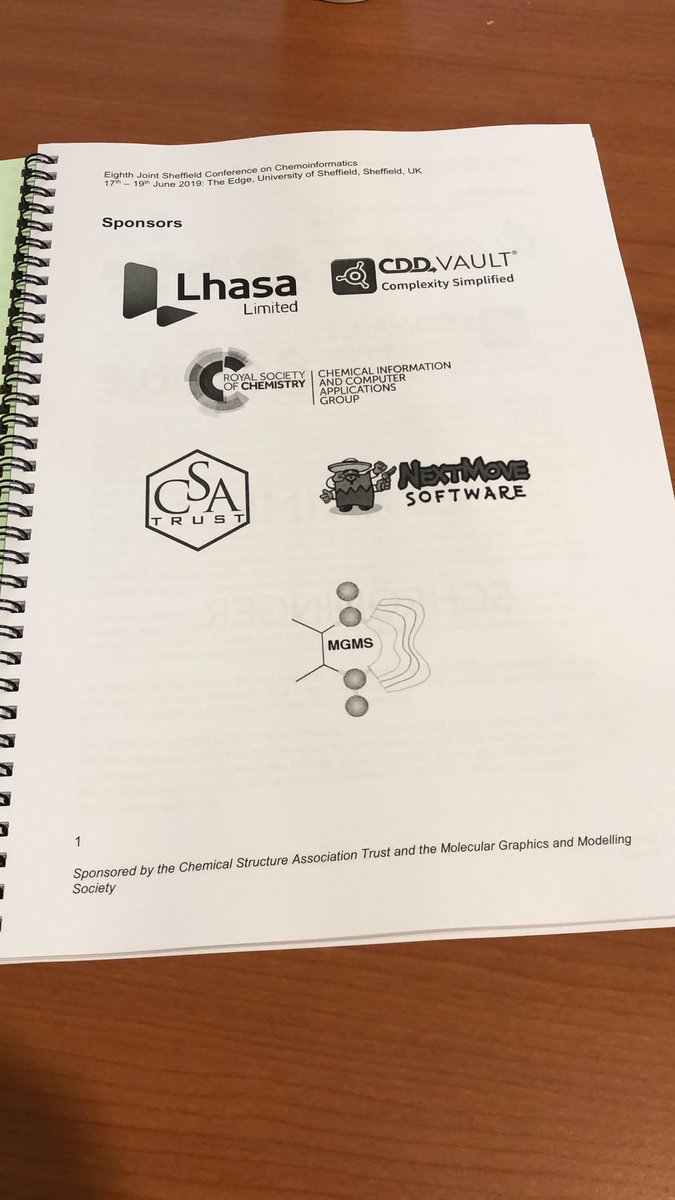 Eighth Joint Sheffield Conference on Chemoinformatics
17th – 19th June 2019: The Edge, University of Sheffield, Sheffield, UK
Sponsors
Lhasa
Limited
CDD VAULT®
Complexity Simplified
ROYAL SOCIETY
OF CHEMISTRY
CHEMICAL INFORMATION
AND COMPUTER
APPLICATIONS
GROUP
CSA
TRUST
NEXTMOVE
SOFTWARE
MGMS
1
Sponsored by the Chemical Structure Association Trust and the Molecular Graphics and Modelling
Society